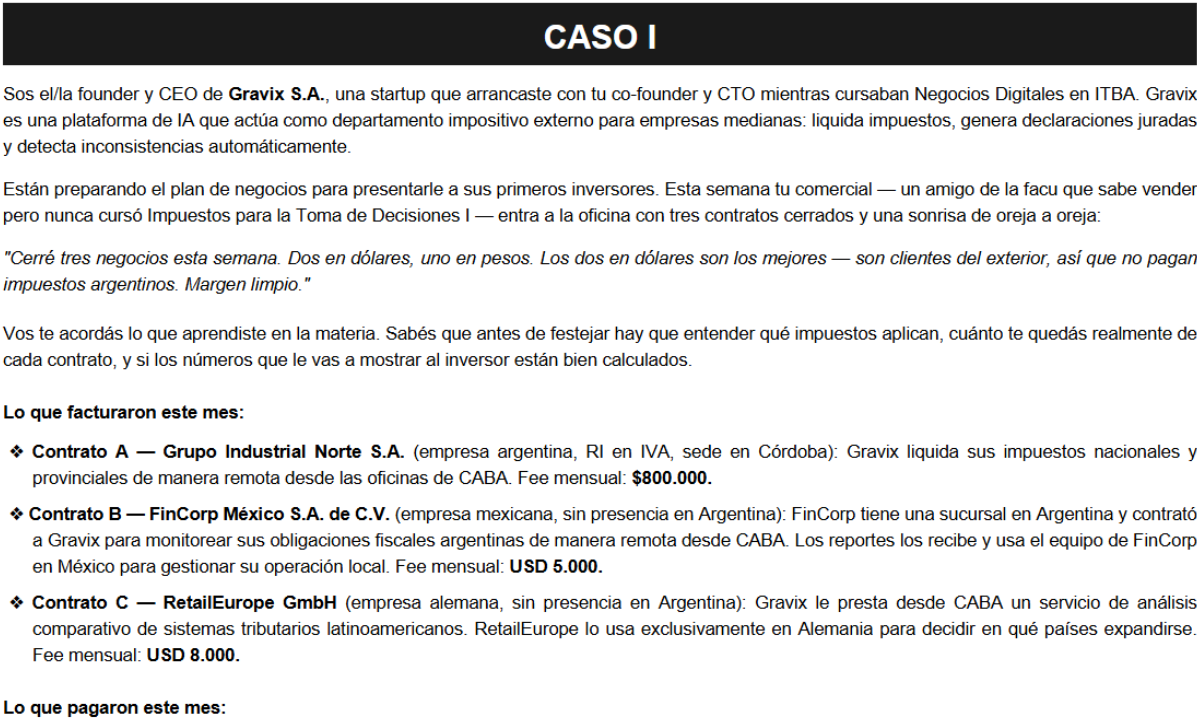 CASO I
Sos el/la founder y CEO de Gravix S.A., una startup que arrancaste con tu co-founder y CTO mientras cursaban Negocios Digitales en ITBA. Gravix
es una plataforma de IA que actúa como departamento impositivo externo para empresas medianas: liquida impuestos, genera declaraciones juradas
y detecta inconsistencias automáticamente.
Están preparando el plan de negocios para presentarle a sus primeros inversores. Esta semana tu comercial — un amigo de la facu que sabe vender
pero nunca cursó Impuestos para la Toma de Decisiones I — entra a la oficina con tres contratos cerrados y una sonrisa de oreja a oreja:
"Cerré tres negocios esta semana. Dos en dólares, uno en pesos. Los dos en dólares son los mejores — son clientes del exterior, así que no pagan
impuestos argentinos. Margen limpio."
Vos te acordás lo que aprendiste en la materia. Sabés que antes de festejar hay que entender qué impuestos aplican, cuánto te quedás realmente de
cada contrato, y si los números que le vas a mostrar al inversor están bien calculados.
Lo que facturaron este mes:
❖ Contrato A — Grupo Industrial Norte S.A. (empresa argentina, RI en IVA, sede en Córdoba): Gravix liquida sus impuestos nacionales y
provinciales de manera remota desde las oficinas de CABA. Fee mensual: $800.000.
❖ Contrato B — FinCorp México S.A. de C.V. (empresa mexicana, sin presencia en Argentina): FinCorp tiene una sucursal en Argentina y contrató
a Gravix para monitorear sus obligaciones fiscales argentinas de manera remota desde CABA. Los reportes los recibe y usa el equipo de FinCorp
en México para gestionar su operación local. Fee mensual: USD 5.000.
❖ Contrato C — RetailEurope GmbH (empresa alemana, sin presencia en Argentina): Gravix le presta desde CABA un servicio de análisis
comparativo de sistemas tributarios latinoamericanos. RetailEurope lo usa exclusivamente en Alemania para decidir en qué países expandirse.
Fee mensual: USD 8.000.
Lo que pagaron este mes: